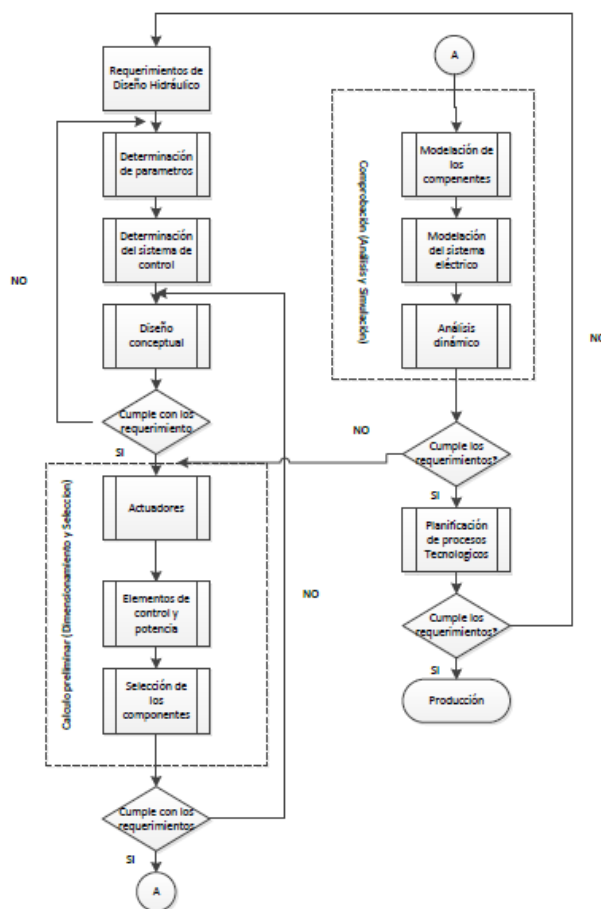 Requerimientos de
Diseño Hidráulico
Determinación
de parametros
Determinación
del sistema de
control
NO
Diseño
conceptual
Cumple con los
requerimiento
SI
Calculo preliminar (Dimensionamiento y Seleccion)
Actuadores
Elementos de
control y
potencia
NO
Selección de
los
componentes
Cumple con los
requerimientos
SI
A
A
Comprobación (Análisis y Simulación)
Modelación de
los
compenentes
Modelación
del sistema
eléctrico
Análisis
dinámico
NO
NO
Cumple los
requerimientos?
SI
Planificación
de procesos
Tecnologicos
Cumple los
requerimientos?
SI
Producción